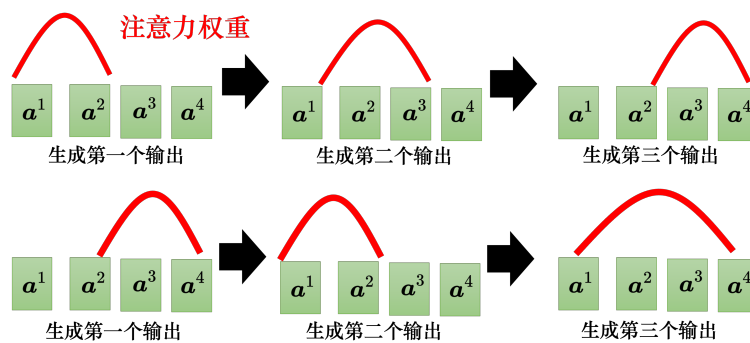 注意力权重
a¹ a² a³ a⁴ a¹ a² a³ a⁴ a¹ a² a³ a⁴
生成第一个输出 生成第二个输出 生成第三个输出
a¹ a² a³ a⁴ a¹ a² a³ a⁴ a¹ a² a³ a⁴
生成第一个输出 生成第二个输出 生成第三个输出